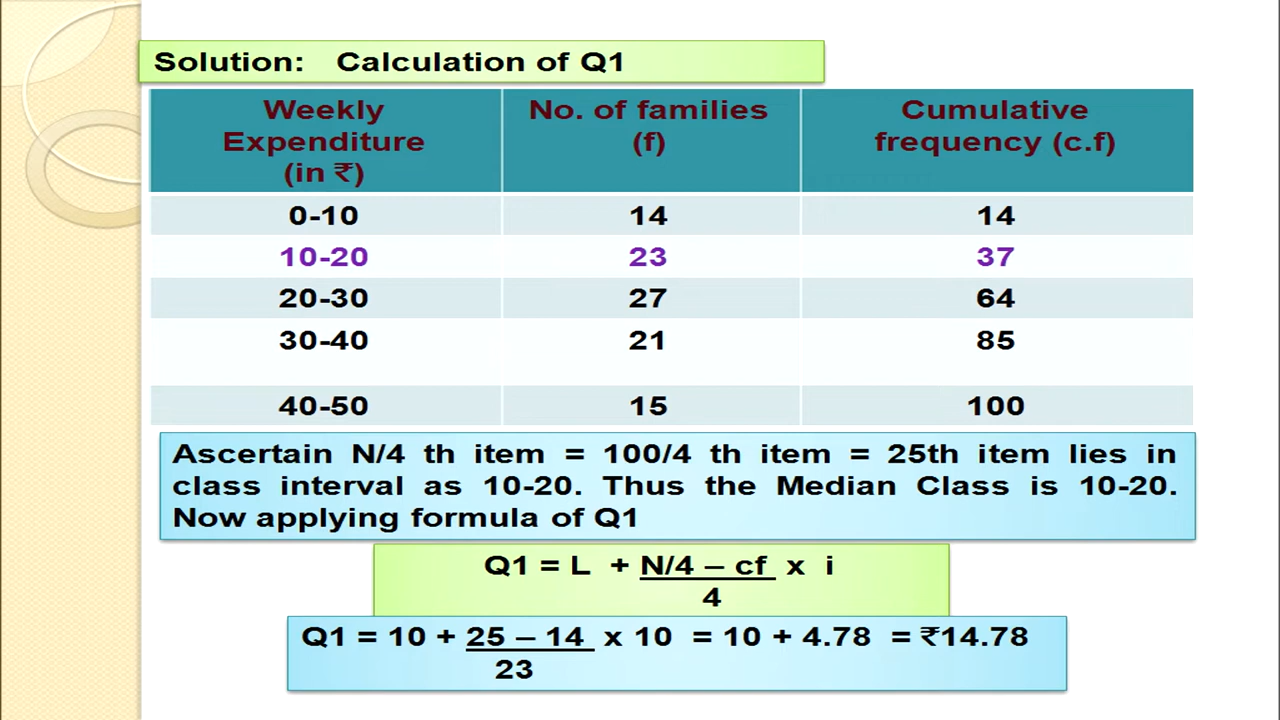 Solution: Calculation of Q1
Weekly Expenditure (in ₹) No. of families (f) Cumulative frequency (c.f)
0-10 14 14
10-20 23 37
20-30 27 64
30-40 21 85
40-50 15 100
Ascertain N/4 th item = 100/4 th item = 25th item lies in
class interval as 10-20. Thus the Median Class is 10-20.
Now applying formula of Q1
Q1 = L + N/4 – cf x i
4
Q1 = 10 + 25 – 14 x 10 = 10 + 4.78 = ₹14.78
23